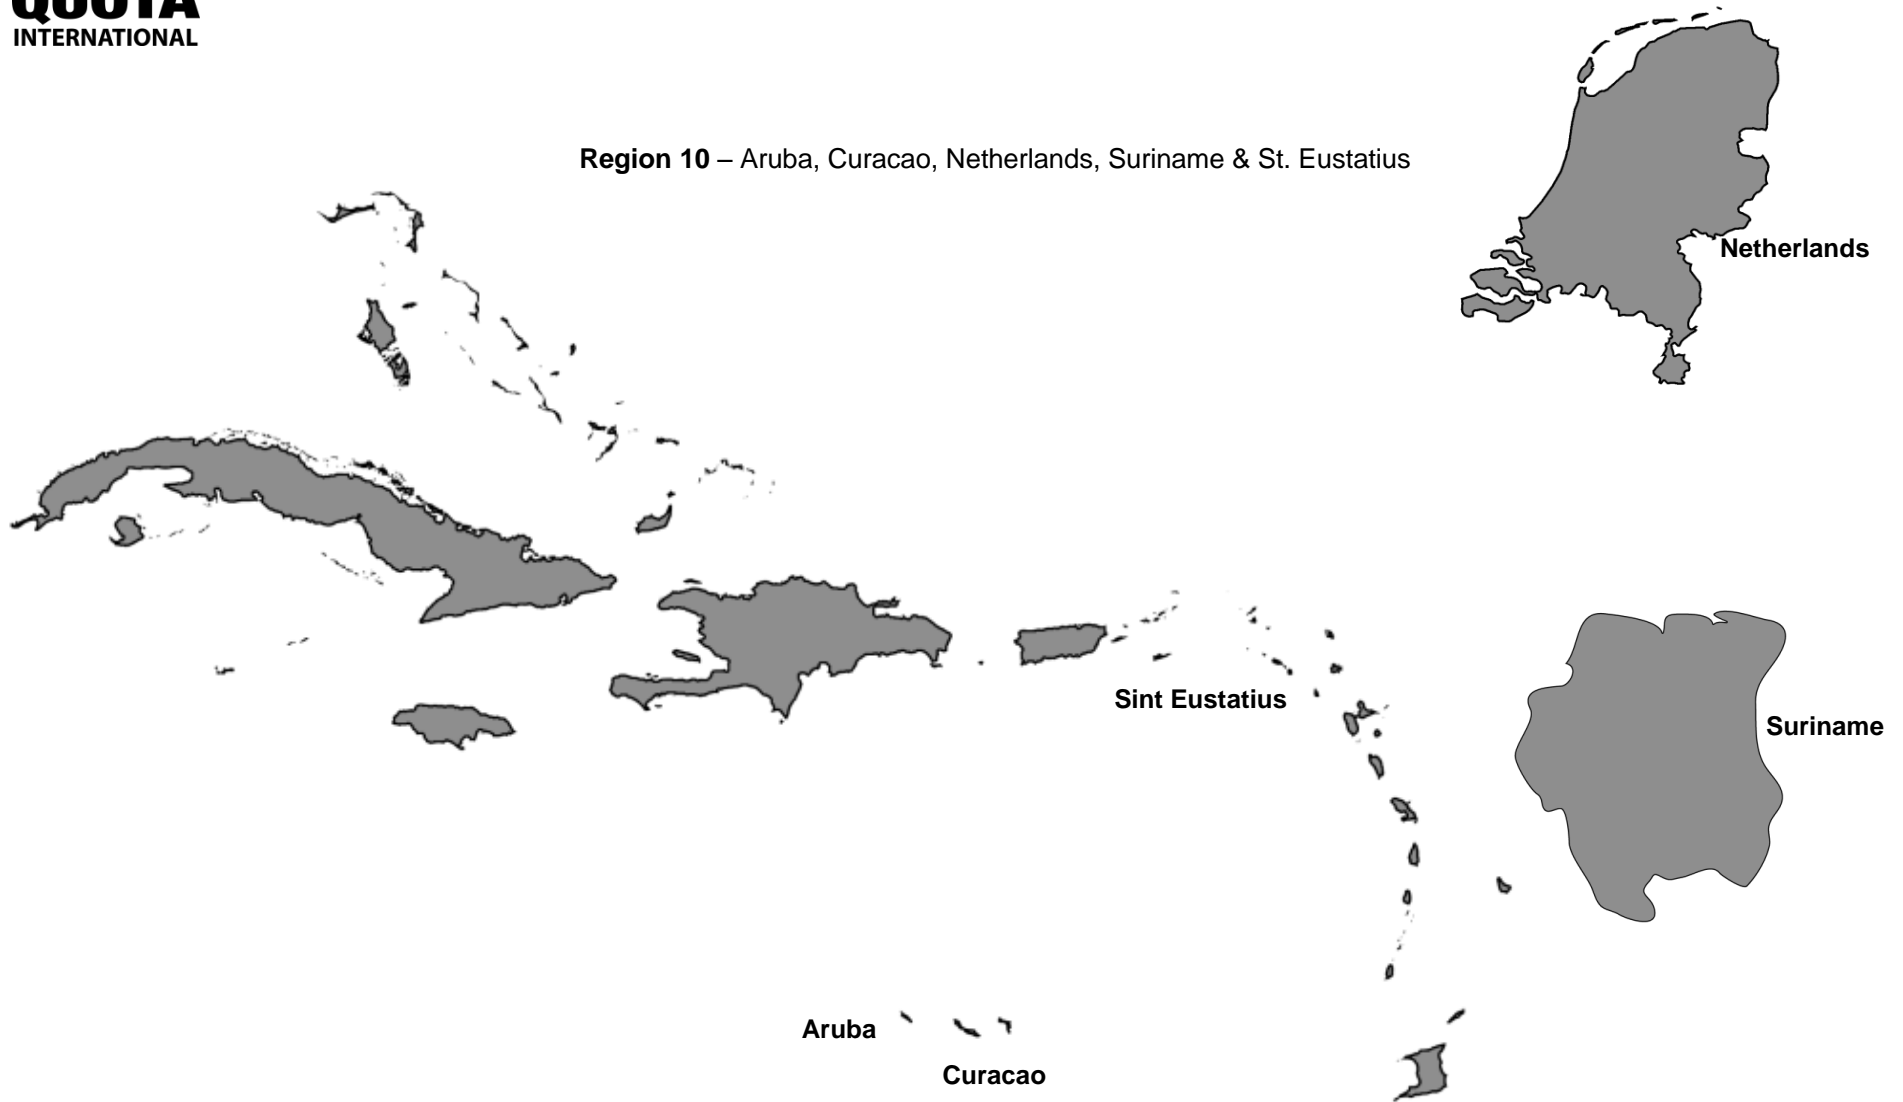 QUOTA
INTERNATIONAL
Region 10 – Aruba, Curacao, Netherlands, Suriname & St. Eustatius
Netherlands
Sint Eustatius
Suriname
Aruba
Curacao